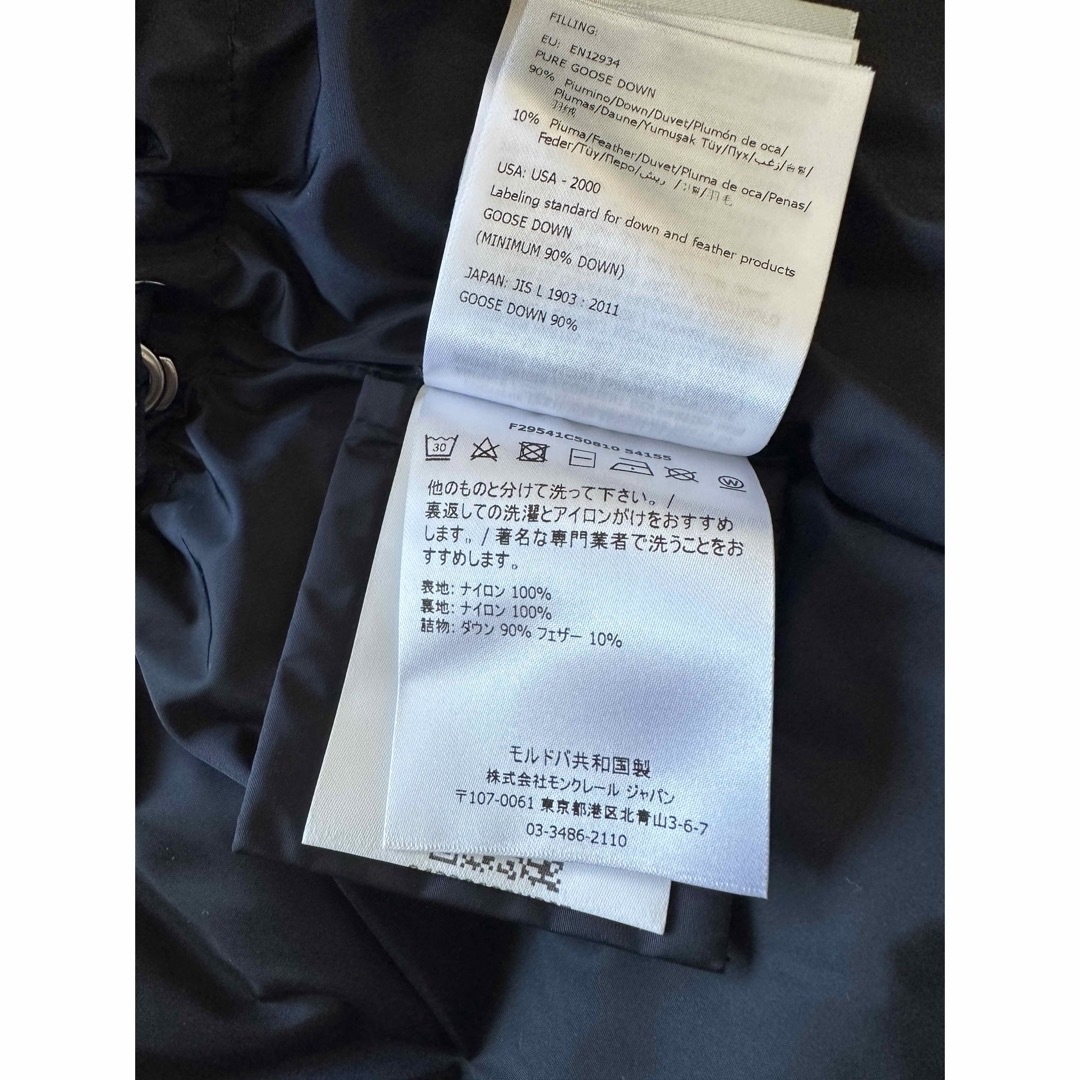 FILLING:
EU: EN12934
PURE GOOSE DOWN
90% Piumino/Down/Duvet/Plumón de oca/
Plumas/Daune/Yumuşak Tüy/Пух/زغب/
羽绒
10% Piuma/Feather/Duvet/Pluma de oca/Penas/
Feder/Tüy/Перо/ريش/羽毛
USA: USA - 2000
Labeling standard for down and feather products
GOOSE DOWN
(MINIMUM 90% DOWN)
JAPAN: JIS L 1903 : 2011
GOOSE DOWN 90%
F29541C50810 54155
30
W
他のものと分けて洗って下さい。/
裏返しての洗濯とアイロンがけをおすすめ
します。/ 著名な専門業者で洗うことをお
すすめします。
表地: ナイロン 100%
裏地: ナイロン 100%
詰物: ダウン 90% フェザー 10%
モルドバ共和国製
株式会社モンクレール ジャパン
〒107-0061 東京都港区北青山3-6-7
03-3486-2110